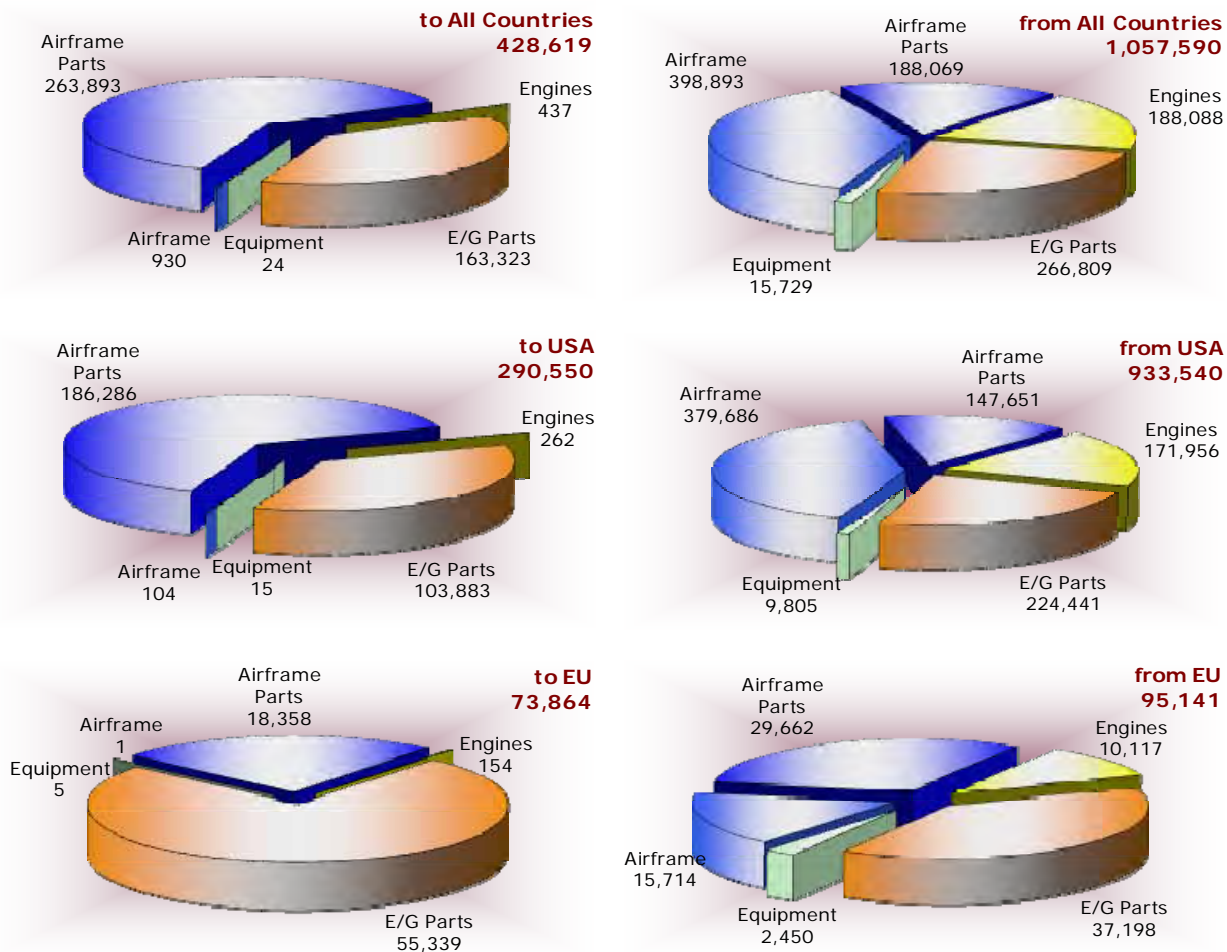 to All Countries
428,619
Airframe
Parts
263,893
Engines
437
Airframe
930
Equipment
24
E/G Parts
163,323
from All Countries
1,057,590
Airframe
Parts
188,069
Airframe
398,893
Engines
188,088
Equipment
15,729
E/G Parts
266,809
to USA
290,550
Airframe
Parts
186,286
Engines
262
Airframe
104
Equipment
15
E/G Parts
103,883
from USA
933,540
Airframe
Parts
147,651
Airframe
379,686
Engines
171,956
Equipment
9,805
E/G Parts
224,441
to EU
73,864
Airframe
Parts
18,358
Airframe
1
Equipment
5
Engines
154
E/G Parts
55,339
from EU
95,141
Airframe
Parts
29,662
Engines
10,117
Airframe
15,714
Equipment
2,450
E/G Parts
37,198